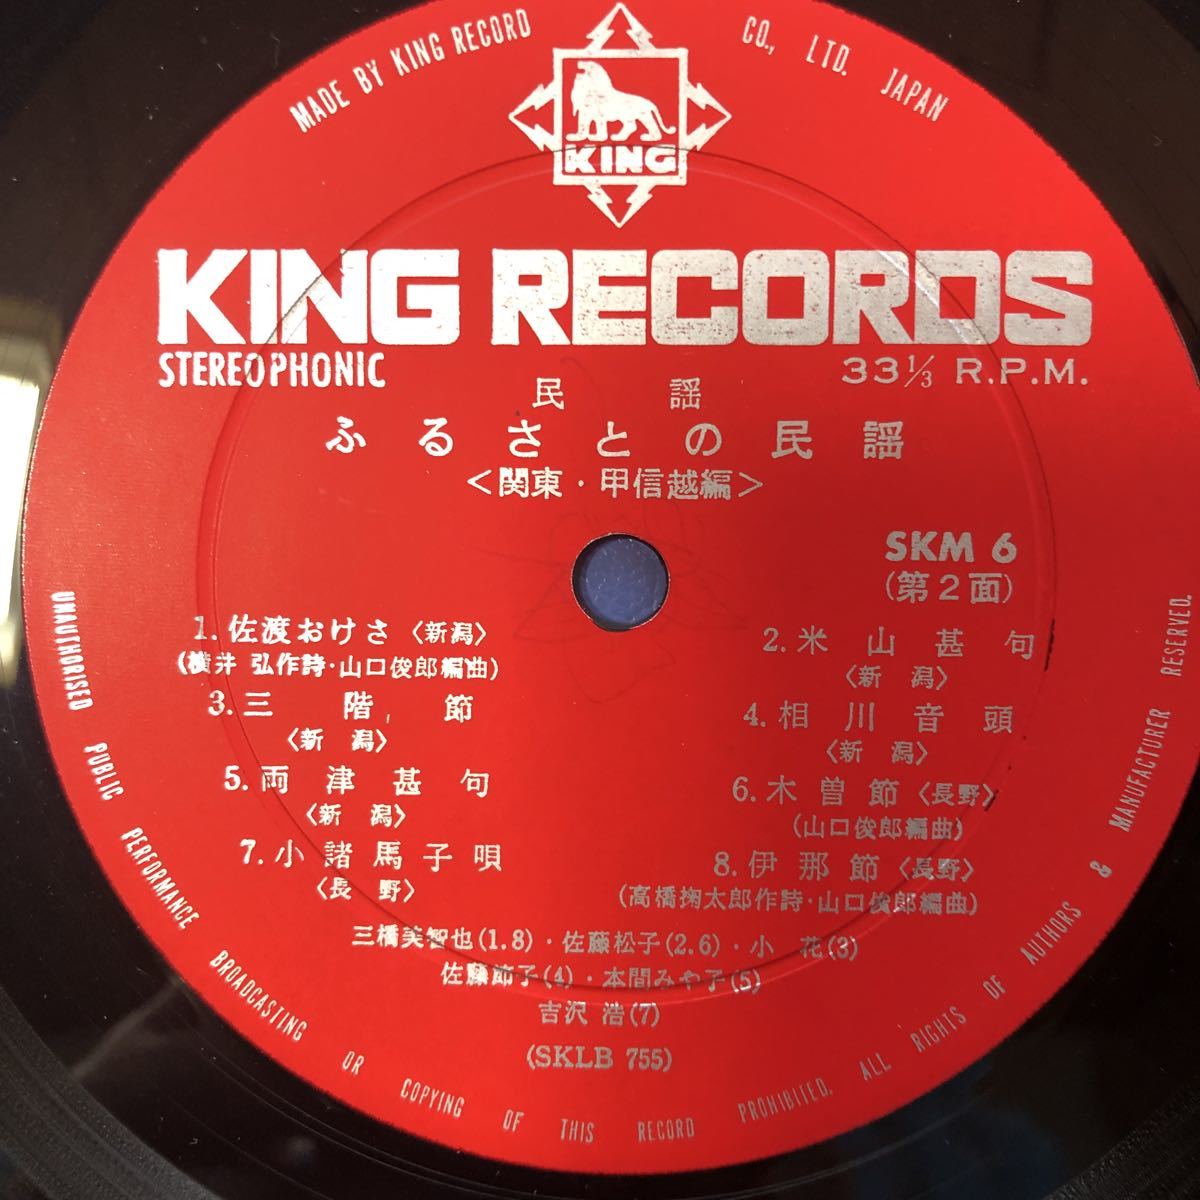 MADE BY KING RECORD CO., LTD. JAPAN
KING
KING RECORDS
STEREOPHONIC
33 1/3 R.P.M.
民謡
ふるさとの民謡
<関東・甲信越編>
SKM 6
(第2面)
1. 佐渡おけさ〈新潟〉
(横井 弘作詩・山口俊郎編曲)
2. 米山甚句
〈新潟〉
3. 三階節
〈新潟〉
4. 相川音頭
〈新潟〉
5. 両津甚句
〈新潟〉
6. 木曽節〈長野〉
(山口俊郎編曲)
7. 小諸馬子唄
〈長野〉
8. 伊那節〈長野〉
(高橋掬太郎作詩・山口俊郎編曲)
三橋美智也(1.8)・佐藤松子(2.6)・小 花(3)
佐藤節子(4)・本間みや子(5)
吉沢 浩(7)
(SKLB 755)
UNAUTHORISED PUBLIC PERFORMANCE BROADCASTING OR COPYING OF THIS RECORD PROHIBITED. ALL RIGHTS OF AUTHORS & MANUFACTURER RESERVED.